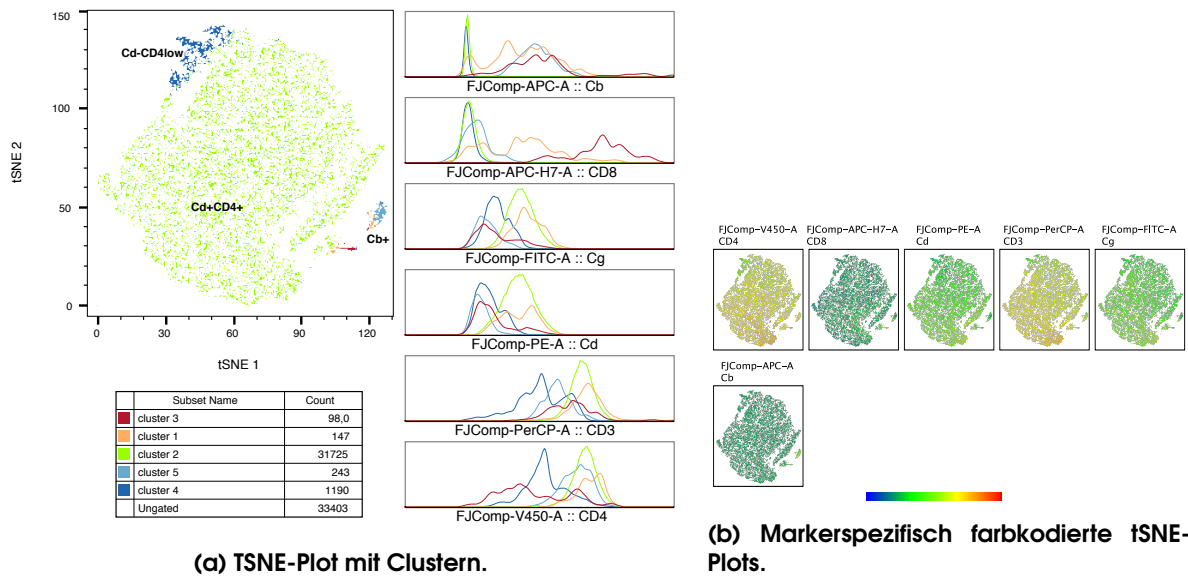 150
100
50
0
tSNE 2
Cd-CD4low
Cd+CD4+
Cb+
0 30 60 90 120
tSNE 1
FJComp-APC-A :: Cb
FJComp-APC-H7-A :: CD8
FJComp-FITC-A :: Cg
FJComp-PE-A :: Cd
FJComp-PerCP-A :: CD3
FJComp-V450-A :: CD4
Subset Name Count
cluster 3 98,0
cluster 1 147
cluster 2 31725
cluster 5 243
cluster 4 1190
Ungated 33403
(a) TSNE-Plot mit Clustern.
FJComp-V450-A
CD4
FJComp-APC-H7-A
CD8
FJComp-PE-A
Cd
FJComp-PerCP-A
CD3
FJComp-FITC-A
Cg
FJComp-APC-A
Cb
(b) Markerspezifisch farbkodierte tSNE-
Plots.